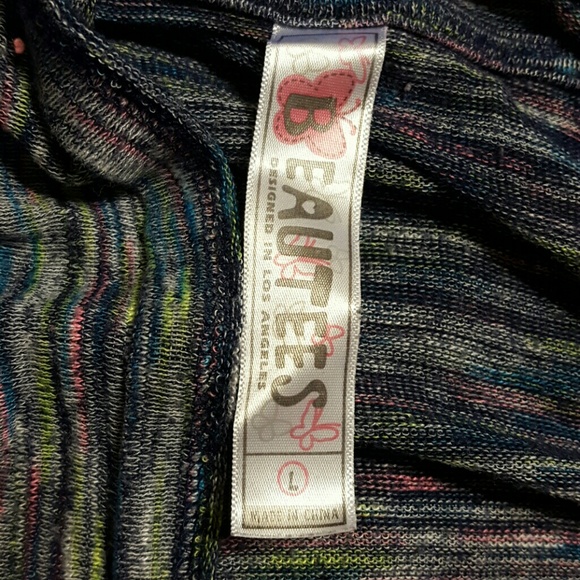 BEAUTEES
DESIGNED IN LOS ANGELES
L
MADE IN CHINA